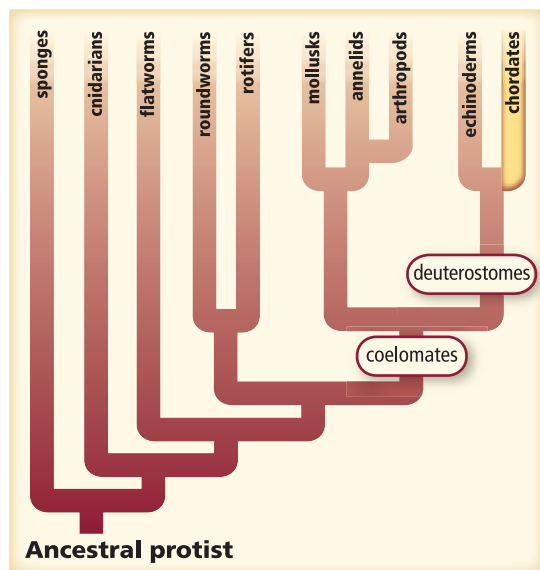 sponges
cnidarians
flatworms
roundworms
rotifers
mollusks
annelids
arthropods
echinoderms
chordates
deuterostomes
coelomates
Ancestral protist